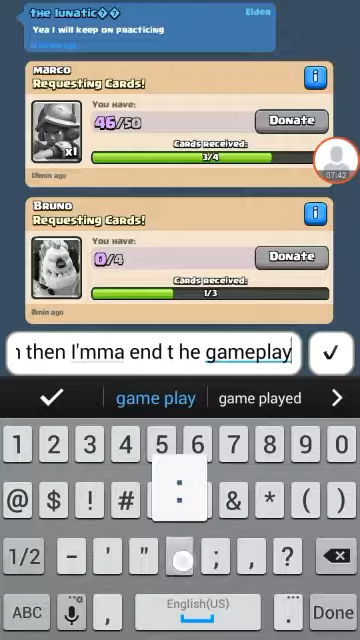 the lunatic�� Elder
Yea I will keep on practicing
Marco
Requesting Cards!
You have:
46/50
Donate
x1
Cards received:
3/4
07:42
Bruno
Requesting Cards!
You have:
0/4
Donate
Cards received:
1/3
then I'mma end t he gameplay
game play game played
1 2 3 4 5 6 7 8 9 0
@ $ ! # : & * ( )
1/2 - ' " ; , ?
ABC , English(US) . Done